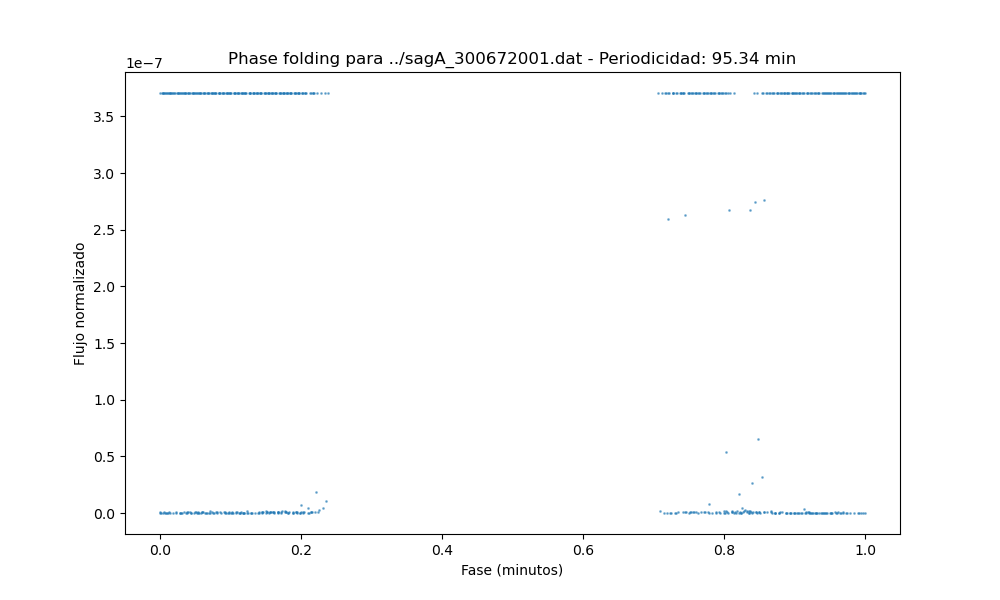 Phase folding para ../sagA_300672001.dat - Periodicidad: 95.34 min
1e−7
3.5
3.0
2.5
2.0
1.5
1.0
0.5
0.0
Flujo normalizado
0.0 0.2 0.4 0.6 0.8 1.0
Fase (minutos)